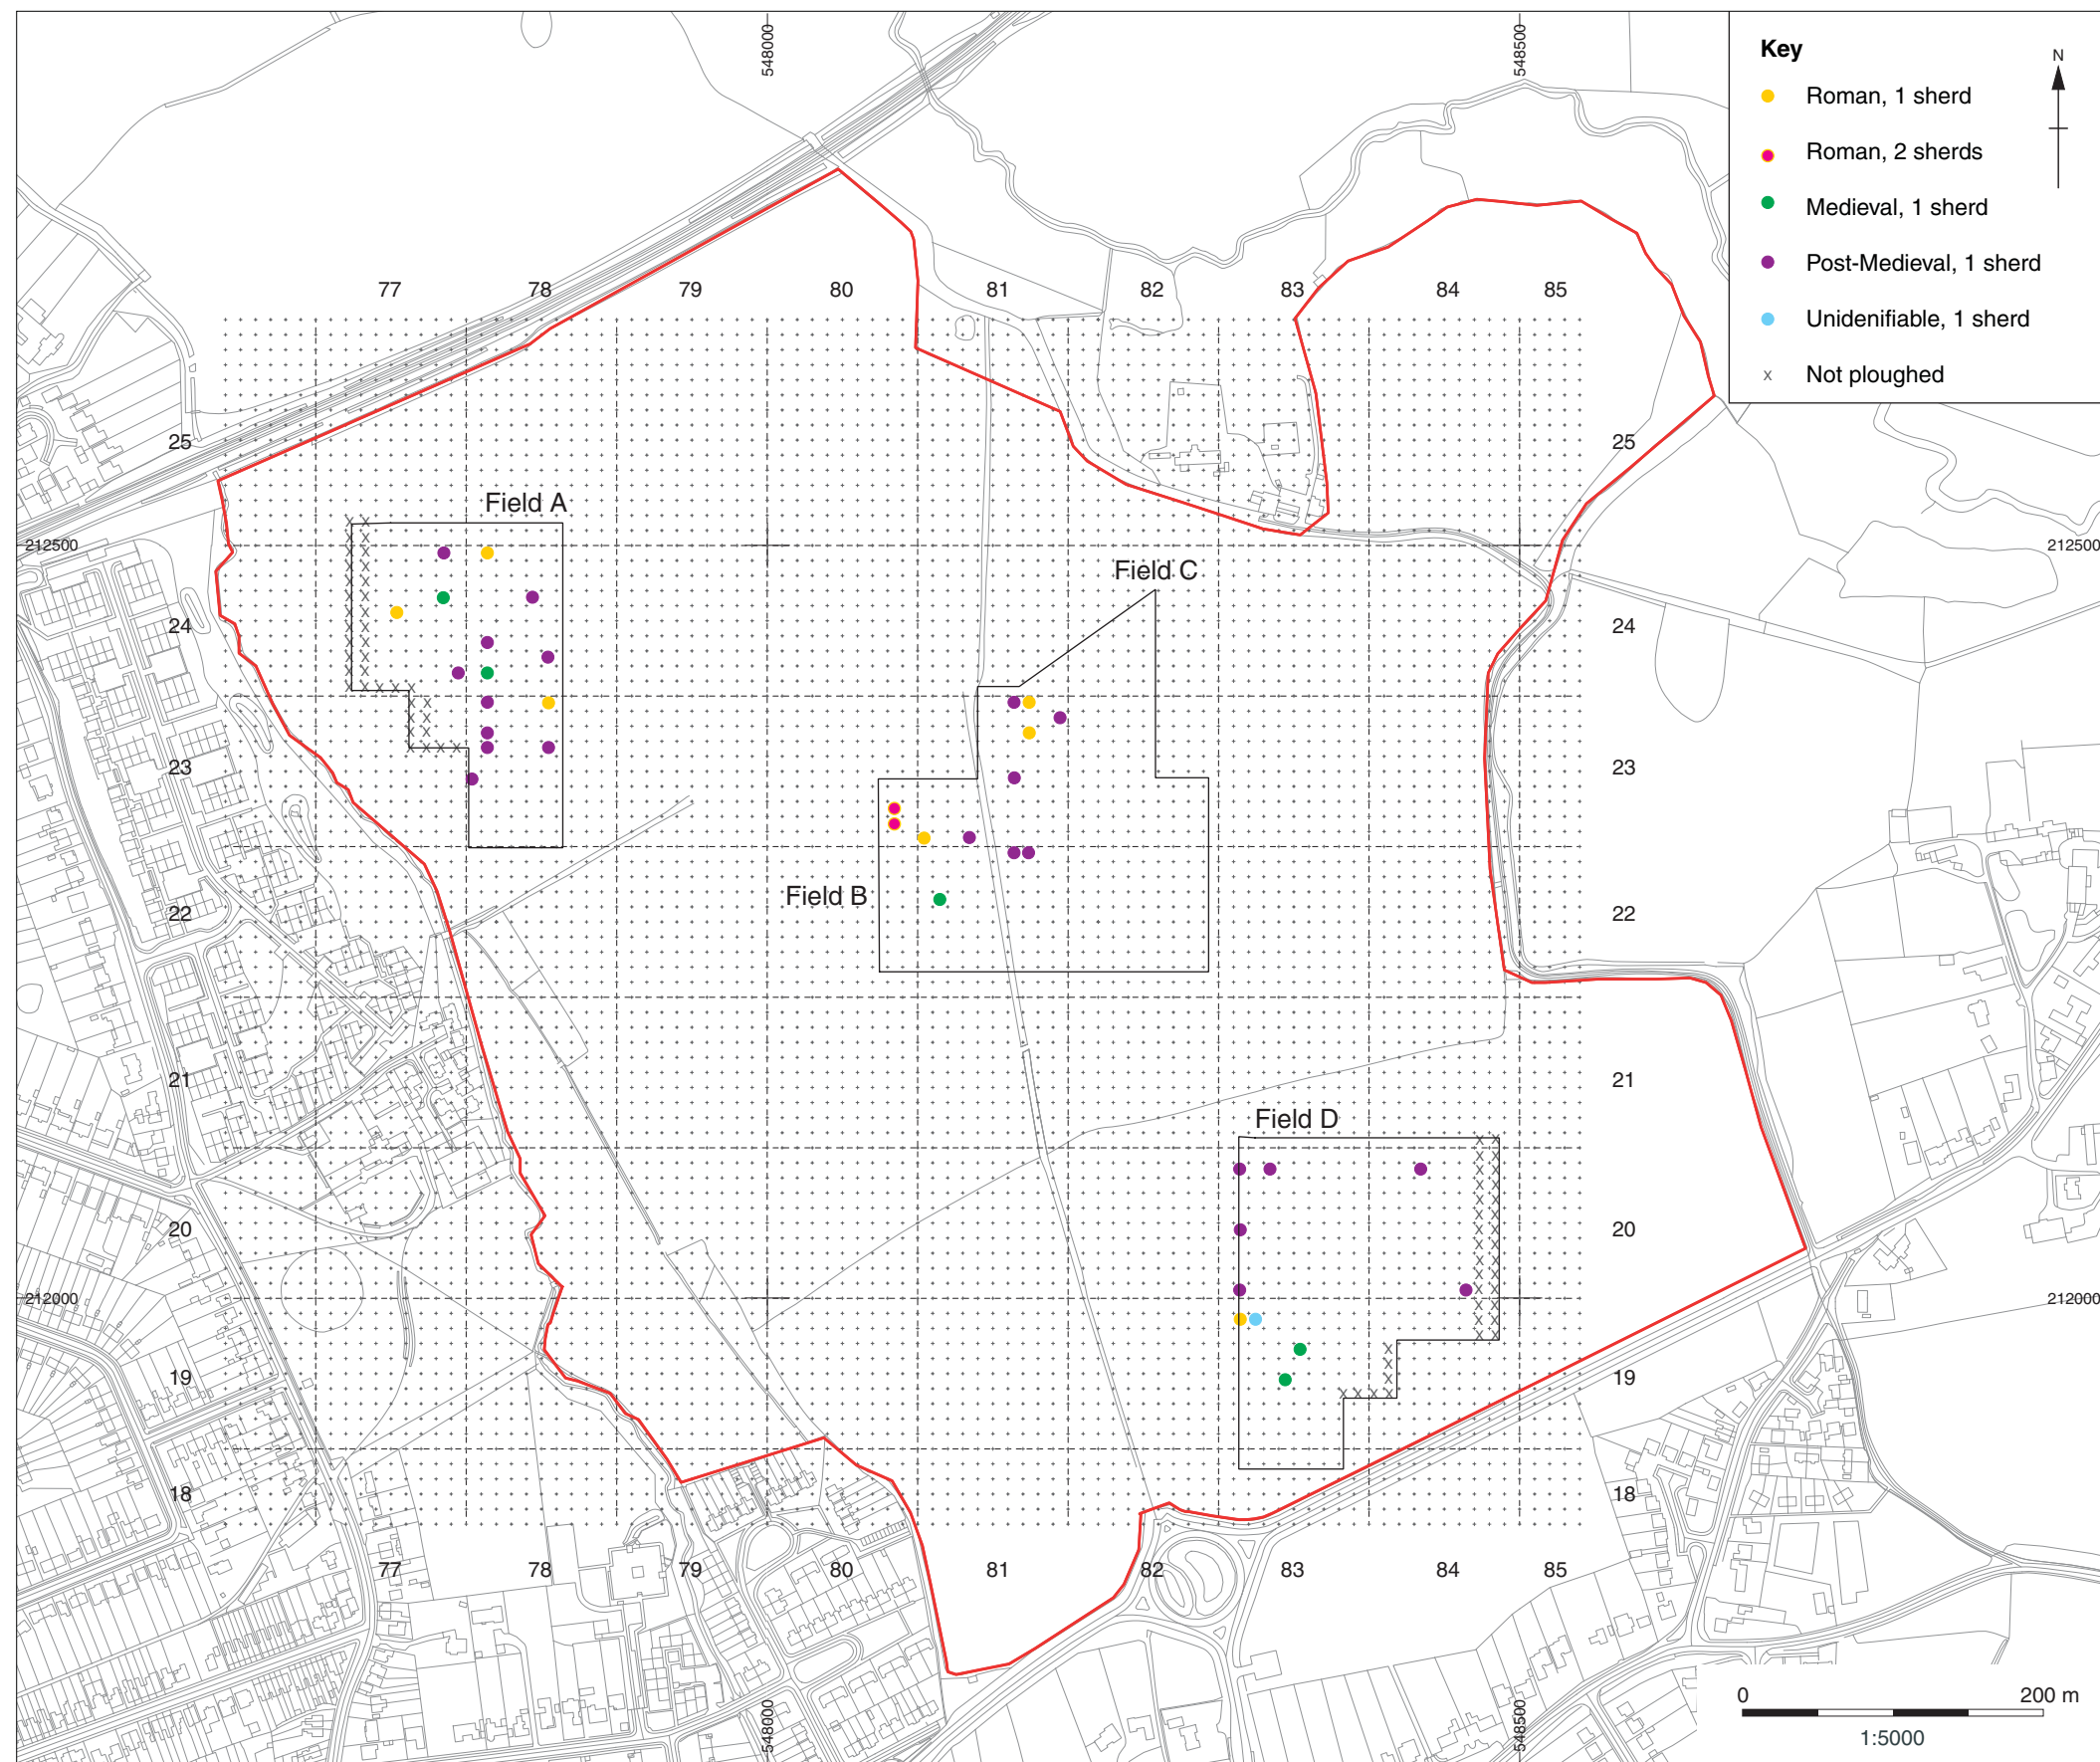 548000
548500
Key
N
Roman, 1 sherd
Roman, 2 sherds
Medieval, 1 sherd
Post-Medieval, 1 sherd
Unidenifiable, 1 sherd
x Not ploughed
77 78 79 80 81 82 83 84 85
25 25
Field A
212500 212500
Field C
24 24
23 23
Field B
22 22
21 21
Field D
20 20
212000 212000
19 19
18 18
77 78 79 80 81 82 83 84 85
548000
548500
0 200 m
1:5000